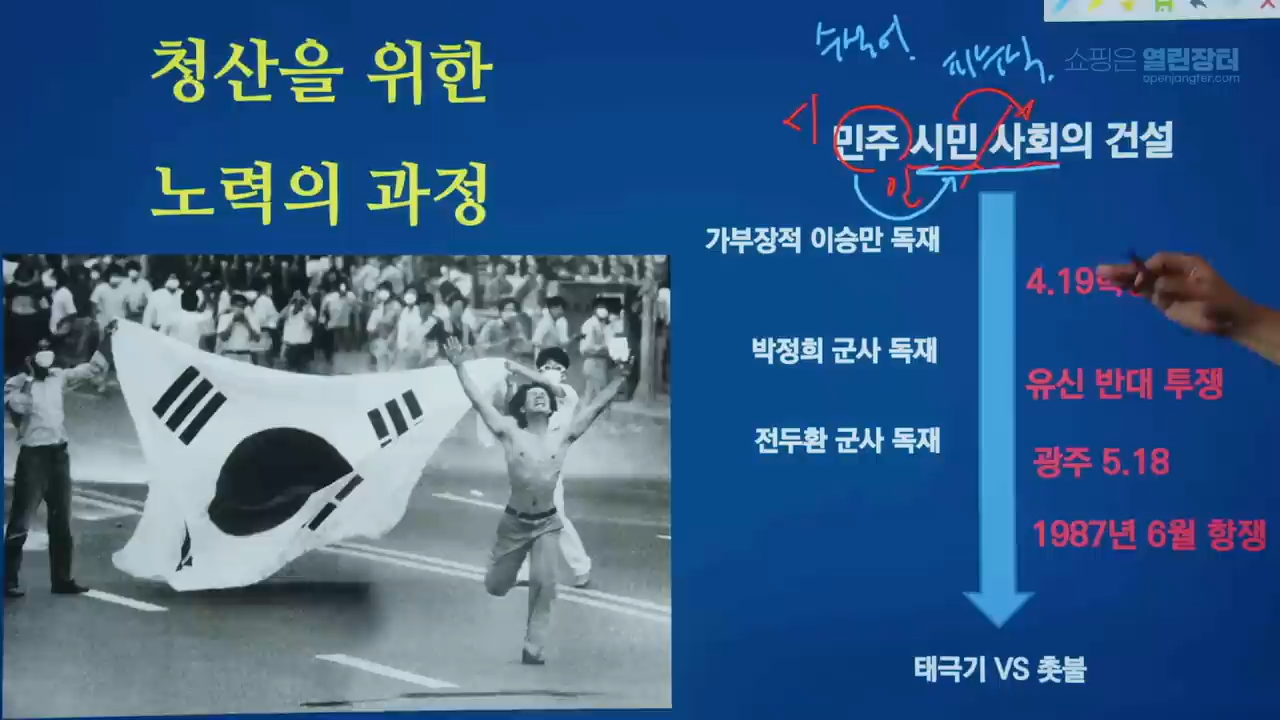 청산을 위한
노력의 과정
쇼핑은 열린장터
openjangter.com
민주 시민 사회의 건설
가부장적 이승만 독재
4.19혁
박정희 군사 독재
유신 반대 투쟁
전두환 군사 독재
광주 5.18
1987년 6월 항쟁
태극기 VS 촛불